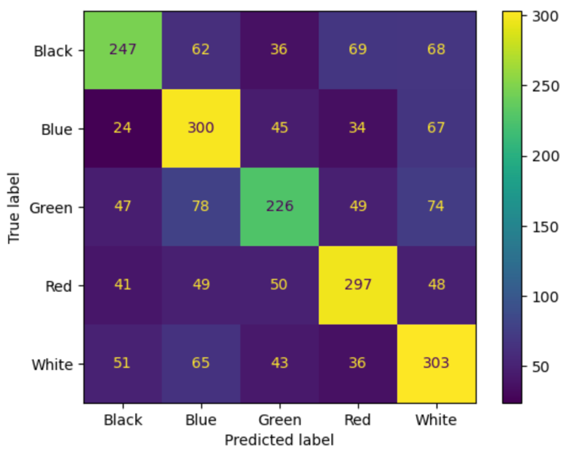 True label
Black 247 62 36 69 68
Blue 24 300 45 34 67
Green 47 78 226 49 74
Red 41 49 50 297 48
White 51 65 43 36 303
Black Blue Green Red White
Predicted label
300
250
200
150
100
50